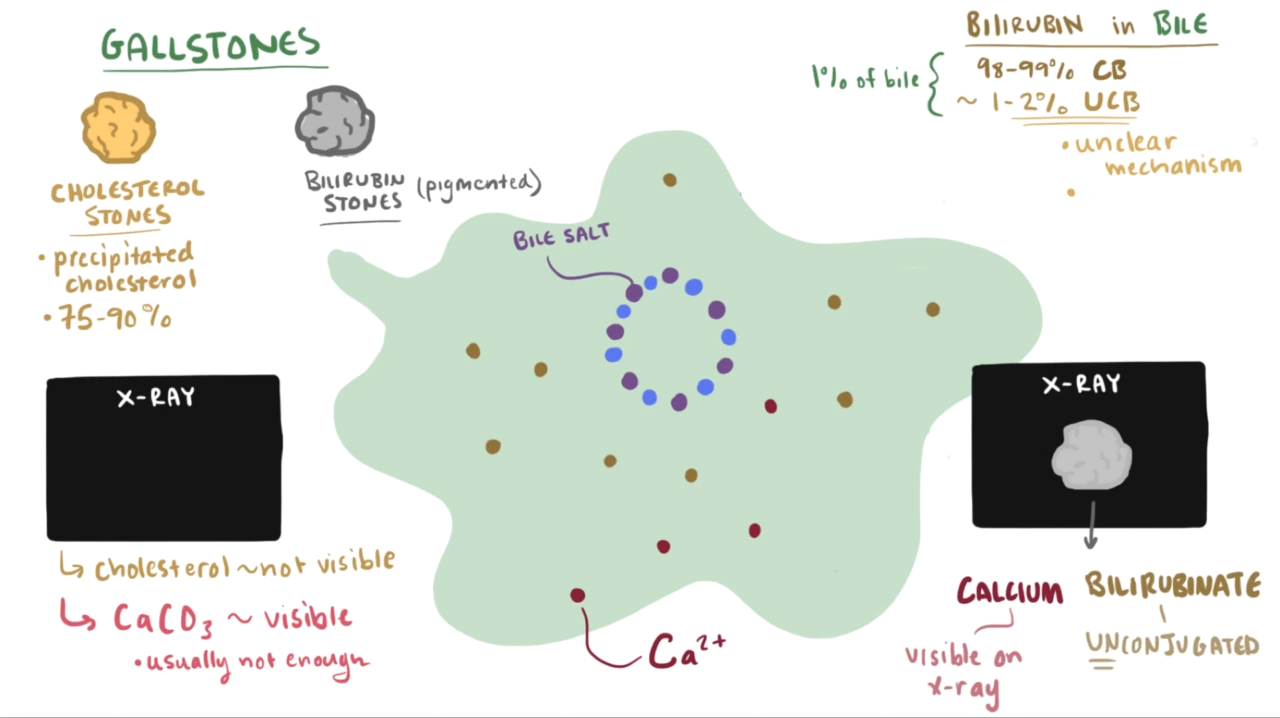 GALLSTONES
CHOLESTEROL
STONES
• precipitated
cholesterol
• 75-90%
BILIRUBIN (pigmented)
STONES
BILIRUBIN in BILE
1% of bile { 98-99% CB
~ 1-2% UCB
• unclear
mechanism
•
BILE SALT
X-RAY
↳ cholesterol ~ not visible
↳ CaCO₃ ~ visible
• usually not enough
Ca²⁺
X-RAY
CALCIUM BILIRUBINATE
visible on
x-ray
UNCONJUGATED